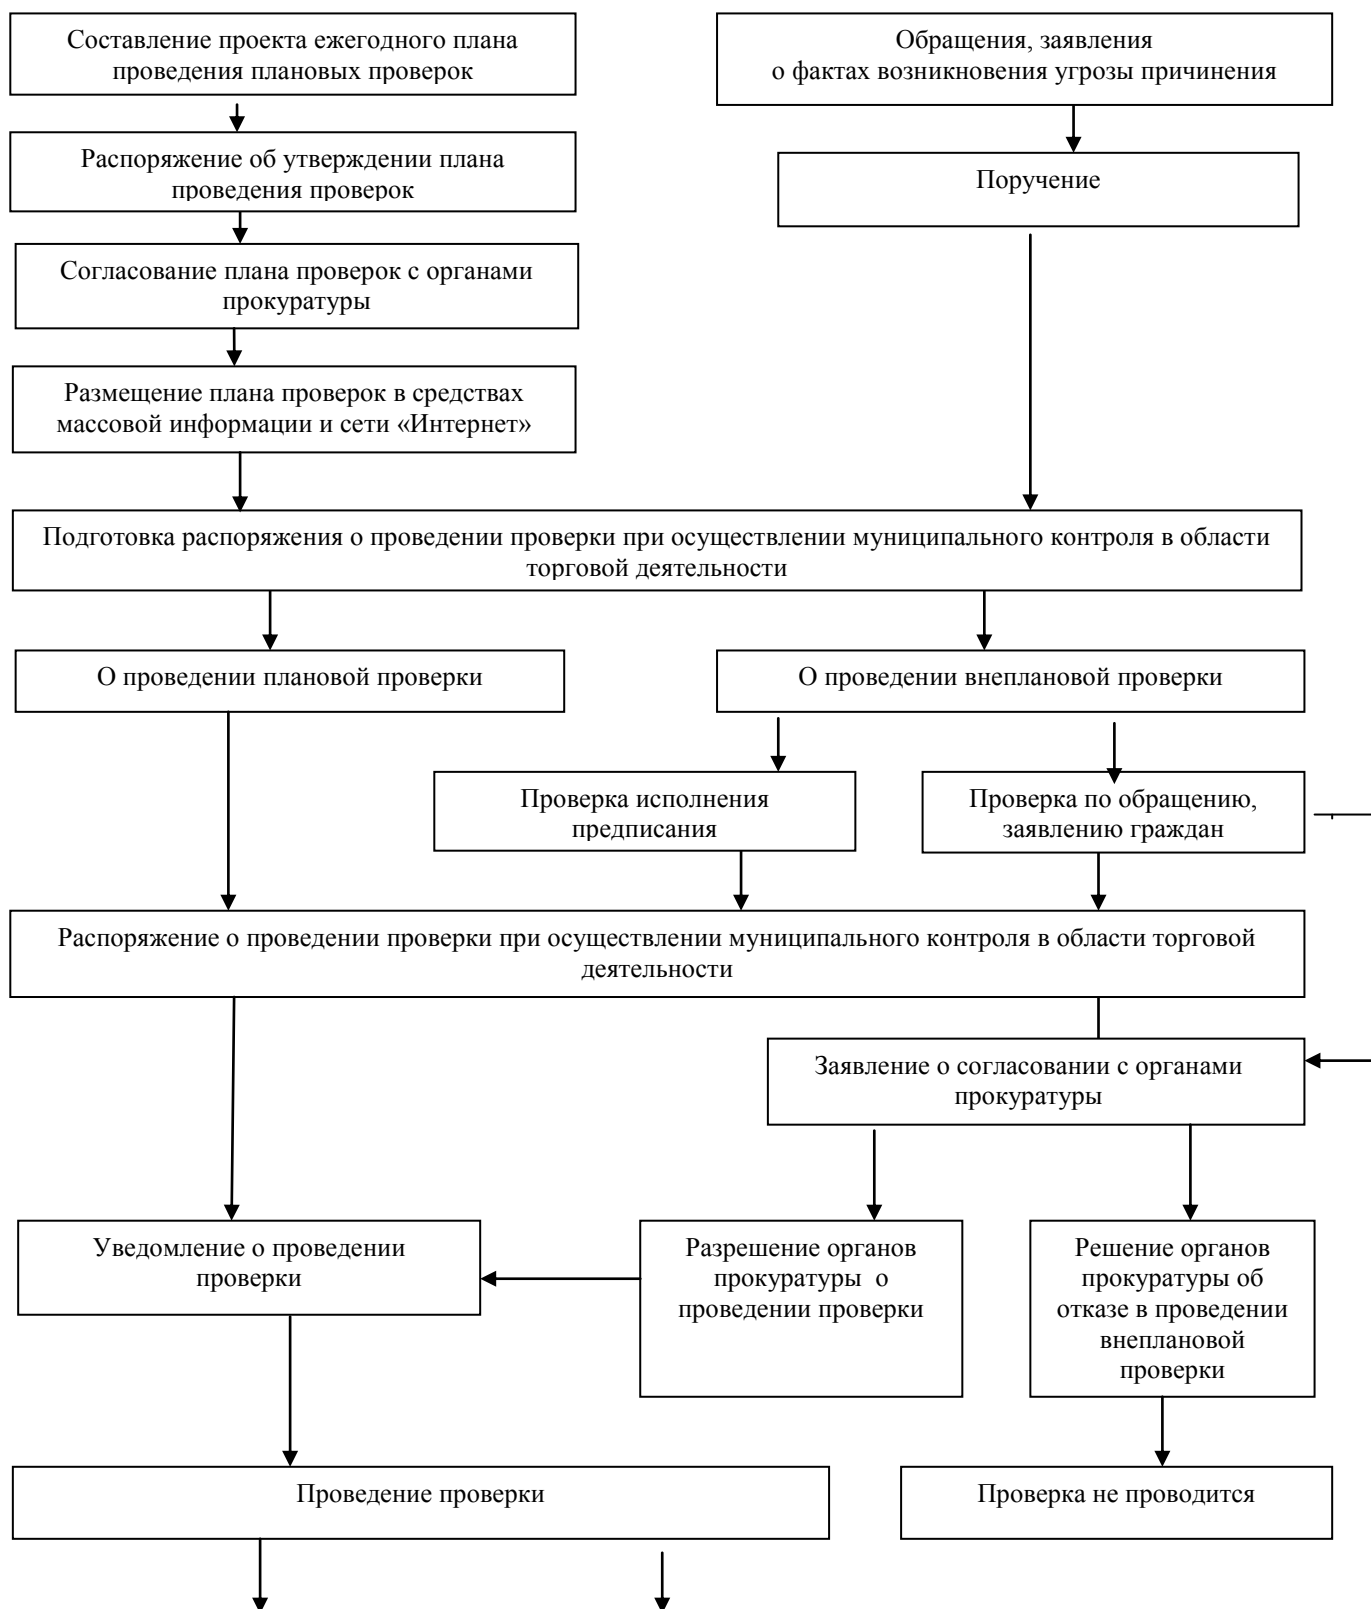 Составление проекта ежегодного плана
проведения плановых проверок
Обращения, заявления
о фактах возникновения угрозы причинения
Распоряжение об утверждении плана
проведения проверок
Поручение
Согласование плана проверок с органами
прокуратуры
Размещение плана проверок в средствах
массовой информации и сети «Интернет»
Подготовка распоряжения о проведении проверки при осуществлении муниципального контроля в области
торговой деятельности
О проведении плановой проверки
О проведении внеплановой проверки
Проверка исполнения
предписания
Проверка по обращению,
заявлению граждан
Распоряжение о проведении проверки при осуществлении муниципального контроля в области торговой
деятельности
Заявление о согласовании с органами
прокуратуры
Уведомление о проведении
проверки
Разрешение органов
прокуратуры о
проведении проверки
Решение органов
прокуратуры об
отказе в проведении
внеплановой
проверки
Проведение проверки
Проверка не проводится